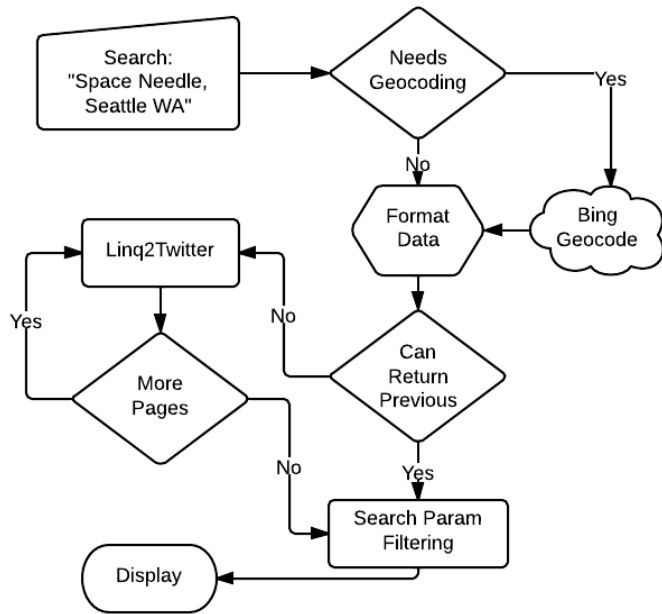 Search:
"Space Needle,
Seattle WA"
Needs
Geocoding
Yes
No
Format
Data
Bing
Geocode
Linq2Twitter
No
Yes
Can
Return
Previous
More
Pages
No
Yes
Search Param
Filtering
Display